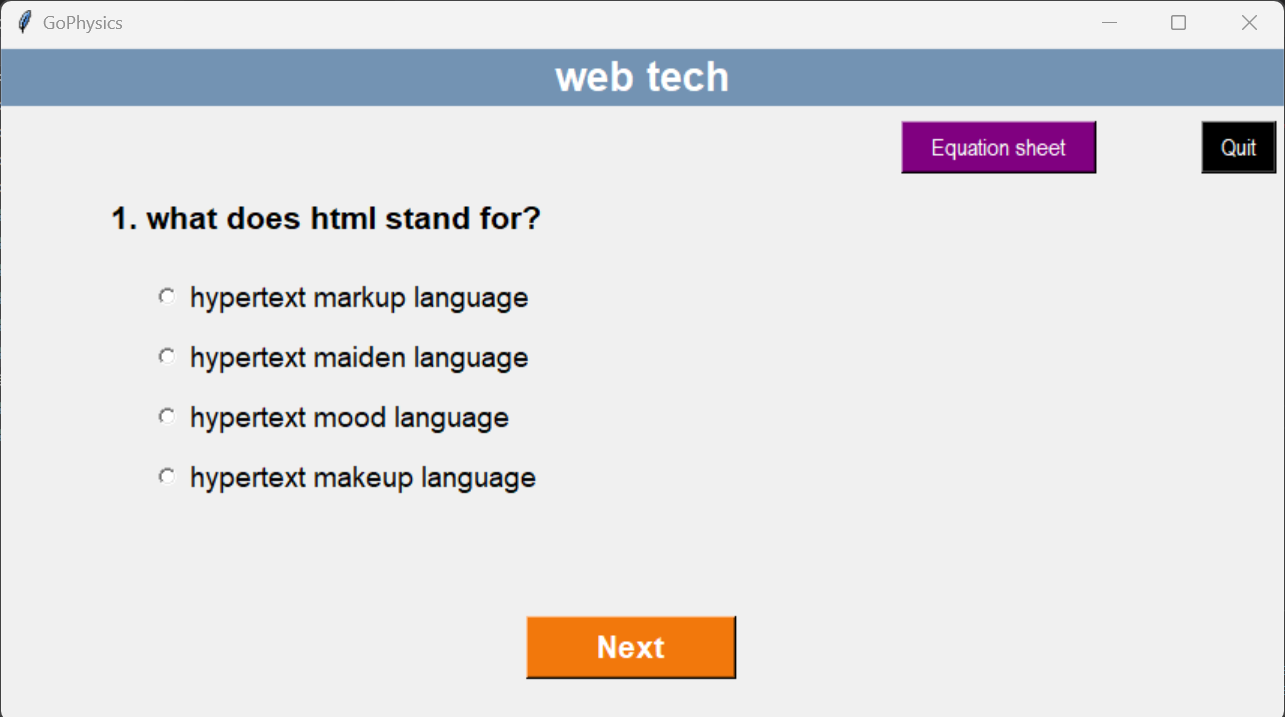 GoPhysics
web tech
Equation sheet
Quit
1. what does html stand for?
hypertext markup language
hypertext maiden language
hypertext mood language
hypertext makeup language
Next